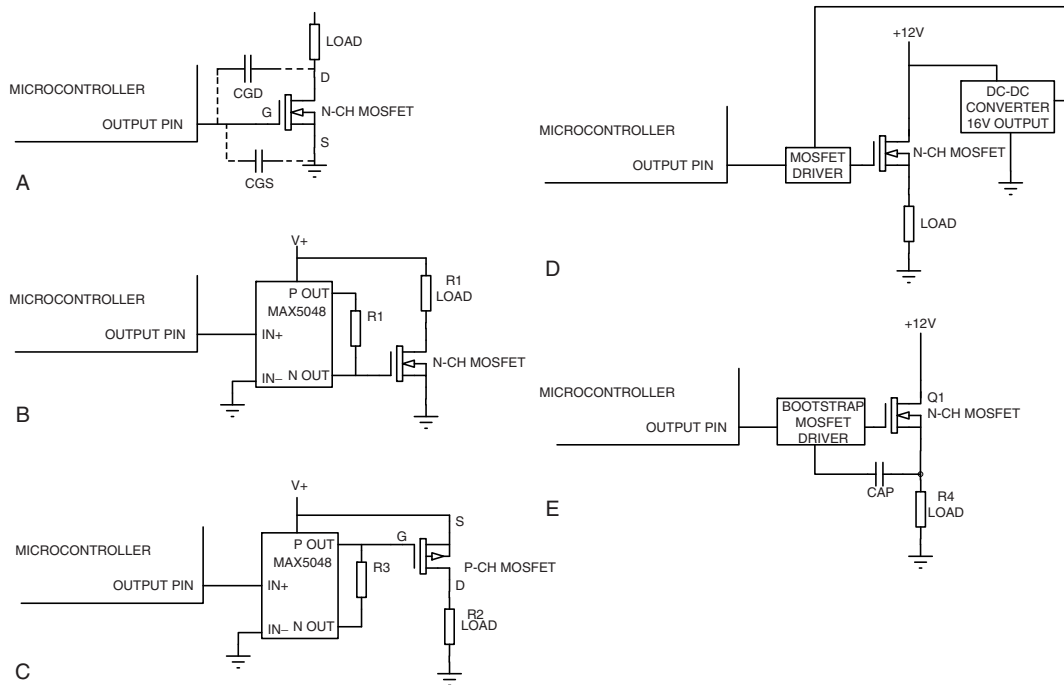 LOAD
D
CGD
MICROCONTROLLER
G
N-CH MOSFET
OUTPUT PIN
S
CGS
A
V+
R1
LOAD
MICROCONTROLLER
P OUT
MAX5048
R1
OUTPUT PIN
IN+
N-CH MOSFET
IN–
N OUT
B
V+
S
G
MICROCONTROLLER
P OUT
MAX5048
R3
P-CH MOSFET
OUTPUT PIN
IN+
D
R2
LOAD
IN–
N OUT
C
+12V
DC-DC
CONVERTER
16V OUTPUT
MICROCONTROLLER
N-CH MOSFET
OUTPUT PIN
MOSFET
DRIVER
LOAD
D
+12V
MICROCONTROLLER
Q1
N-CH MOSFET
BOOTSTRAP
MOSFET
DRIVER
OUTPUT PIN
CAP
R4
LOAD
E